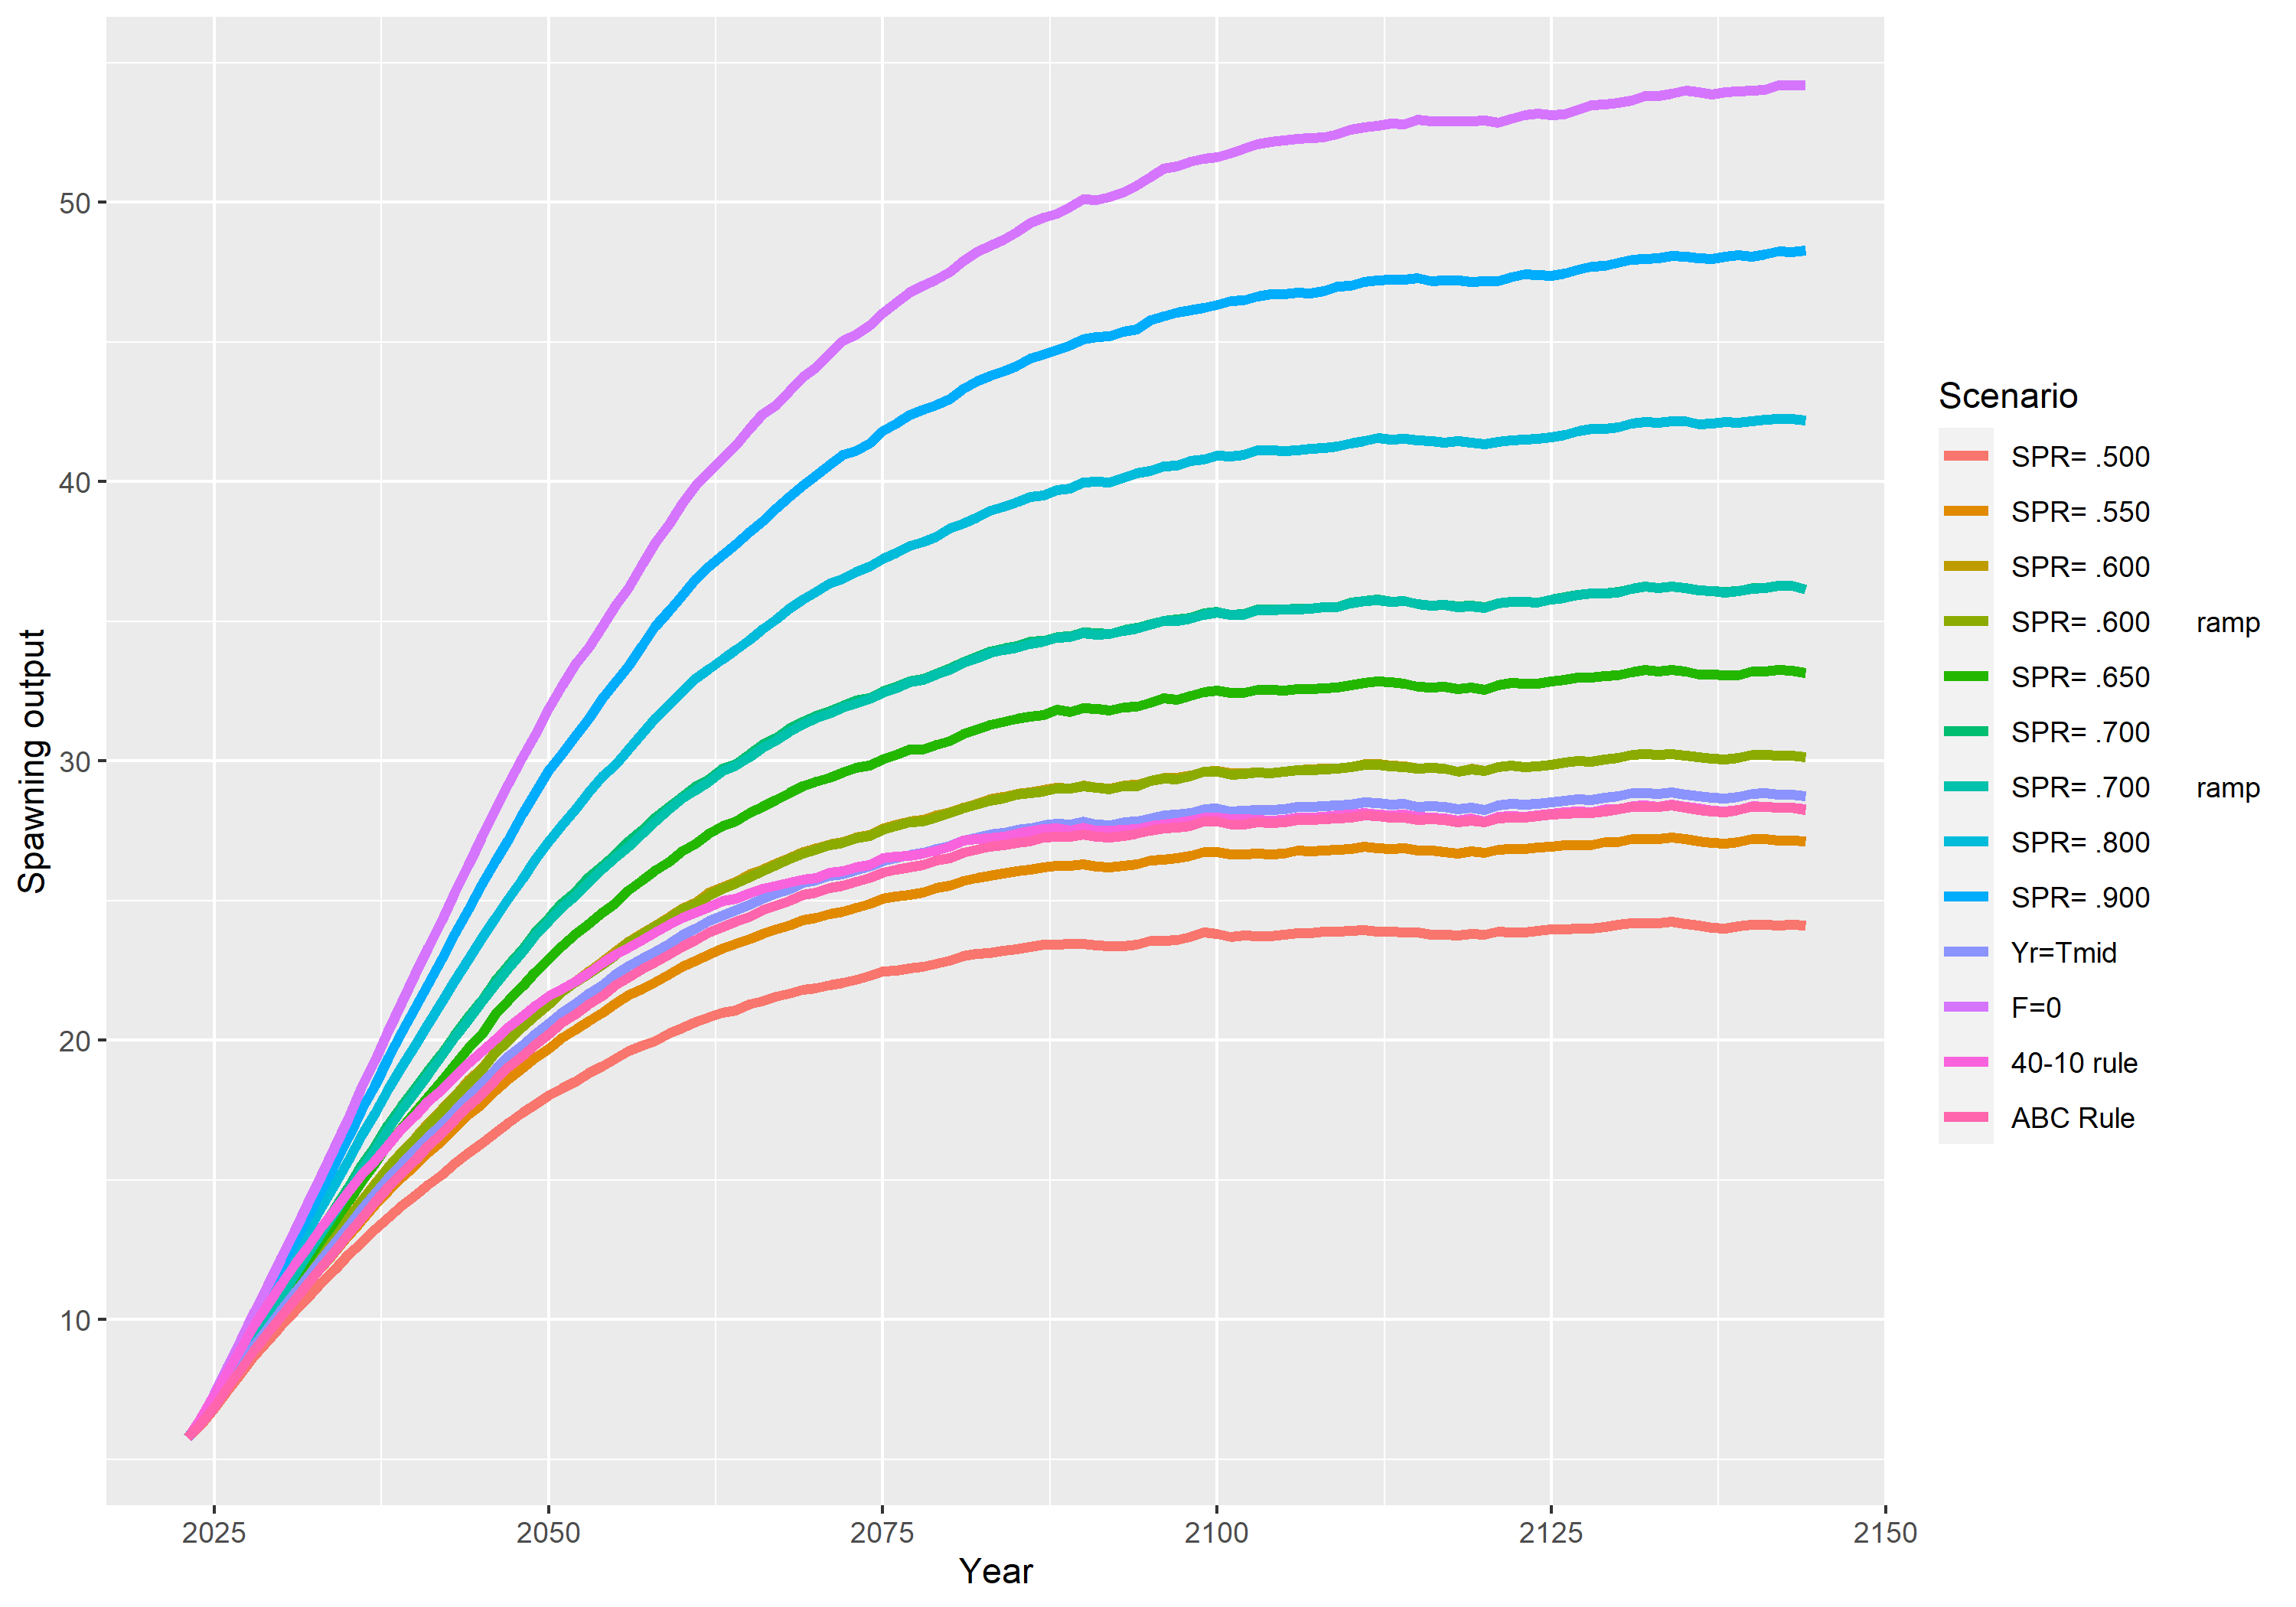 Spawning output
50
40
30
20
10
2025 2050 2075 2100 2125 2150
Year
Scenario
SPR= .500
SPR= .550
SPR= .600
SPR= .600 ramp
SPR= .650
SPR= .700
SPR= .700 ramp
SPR= .800
SPR= .900
Yr=Tmid
F=0
40-10 rule
ABC Rule